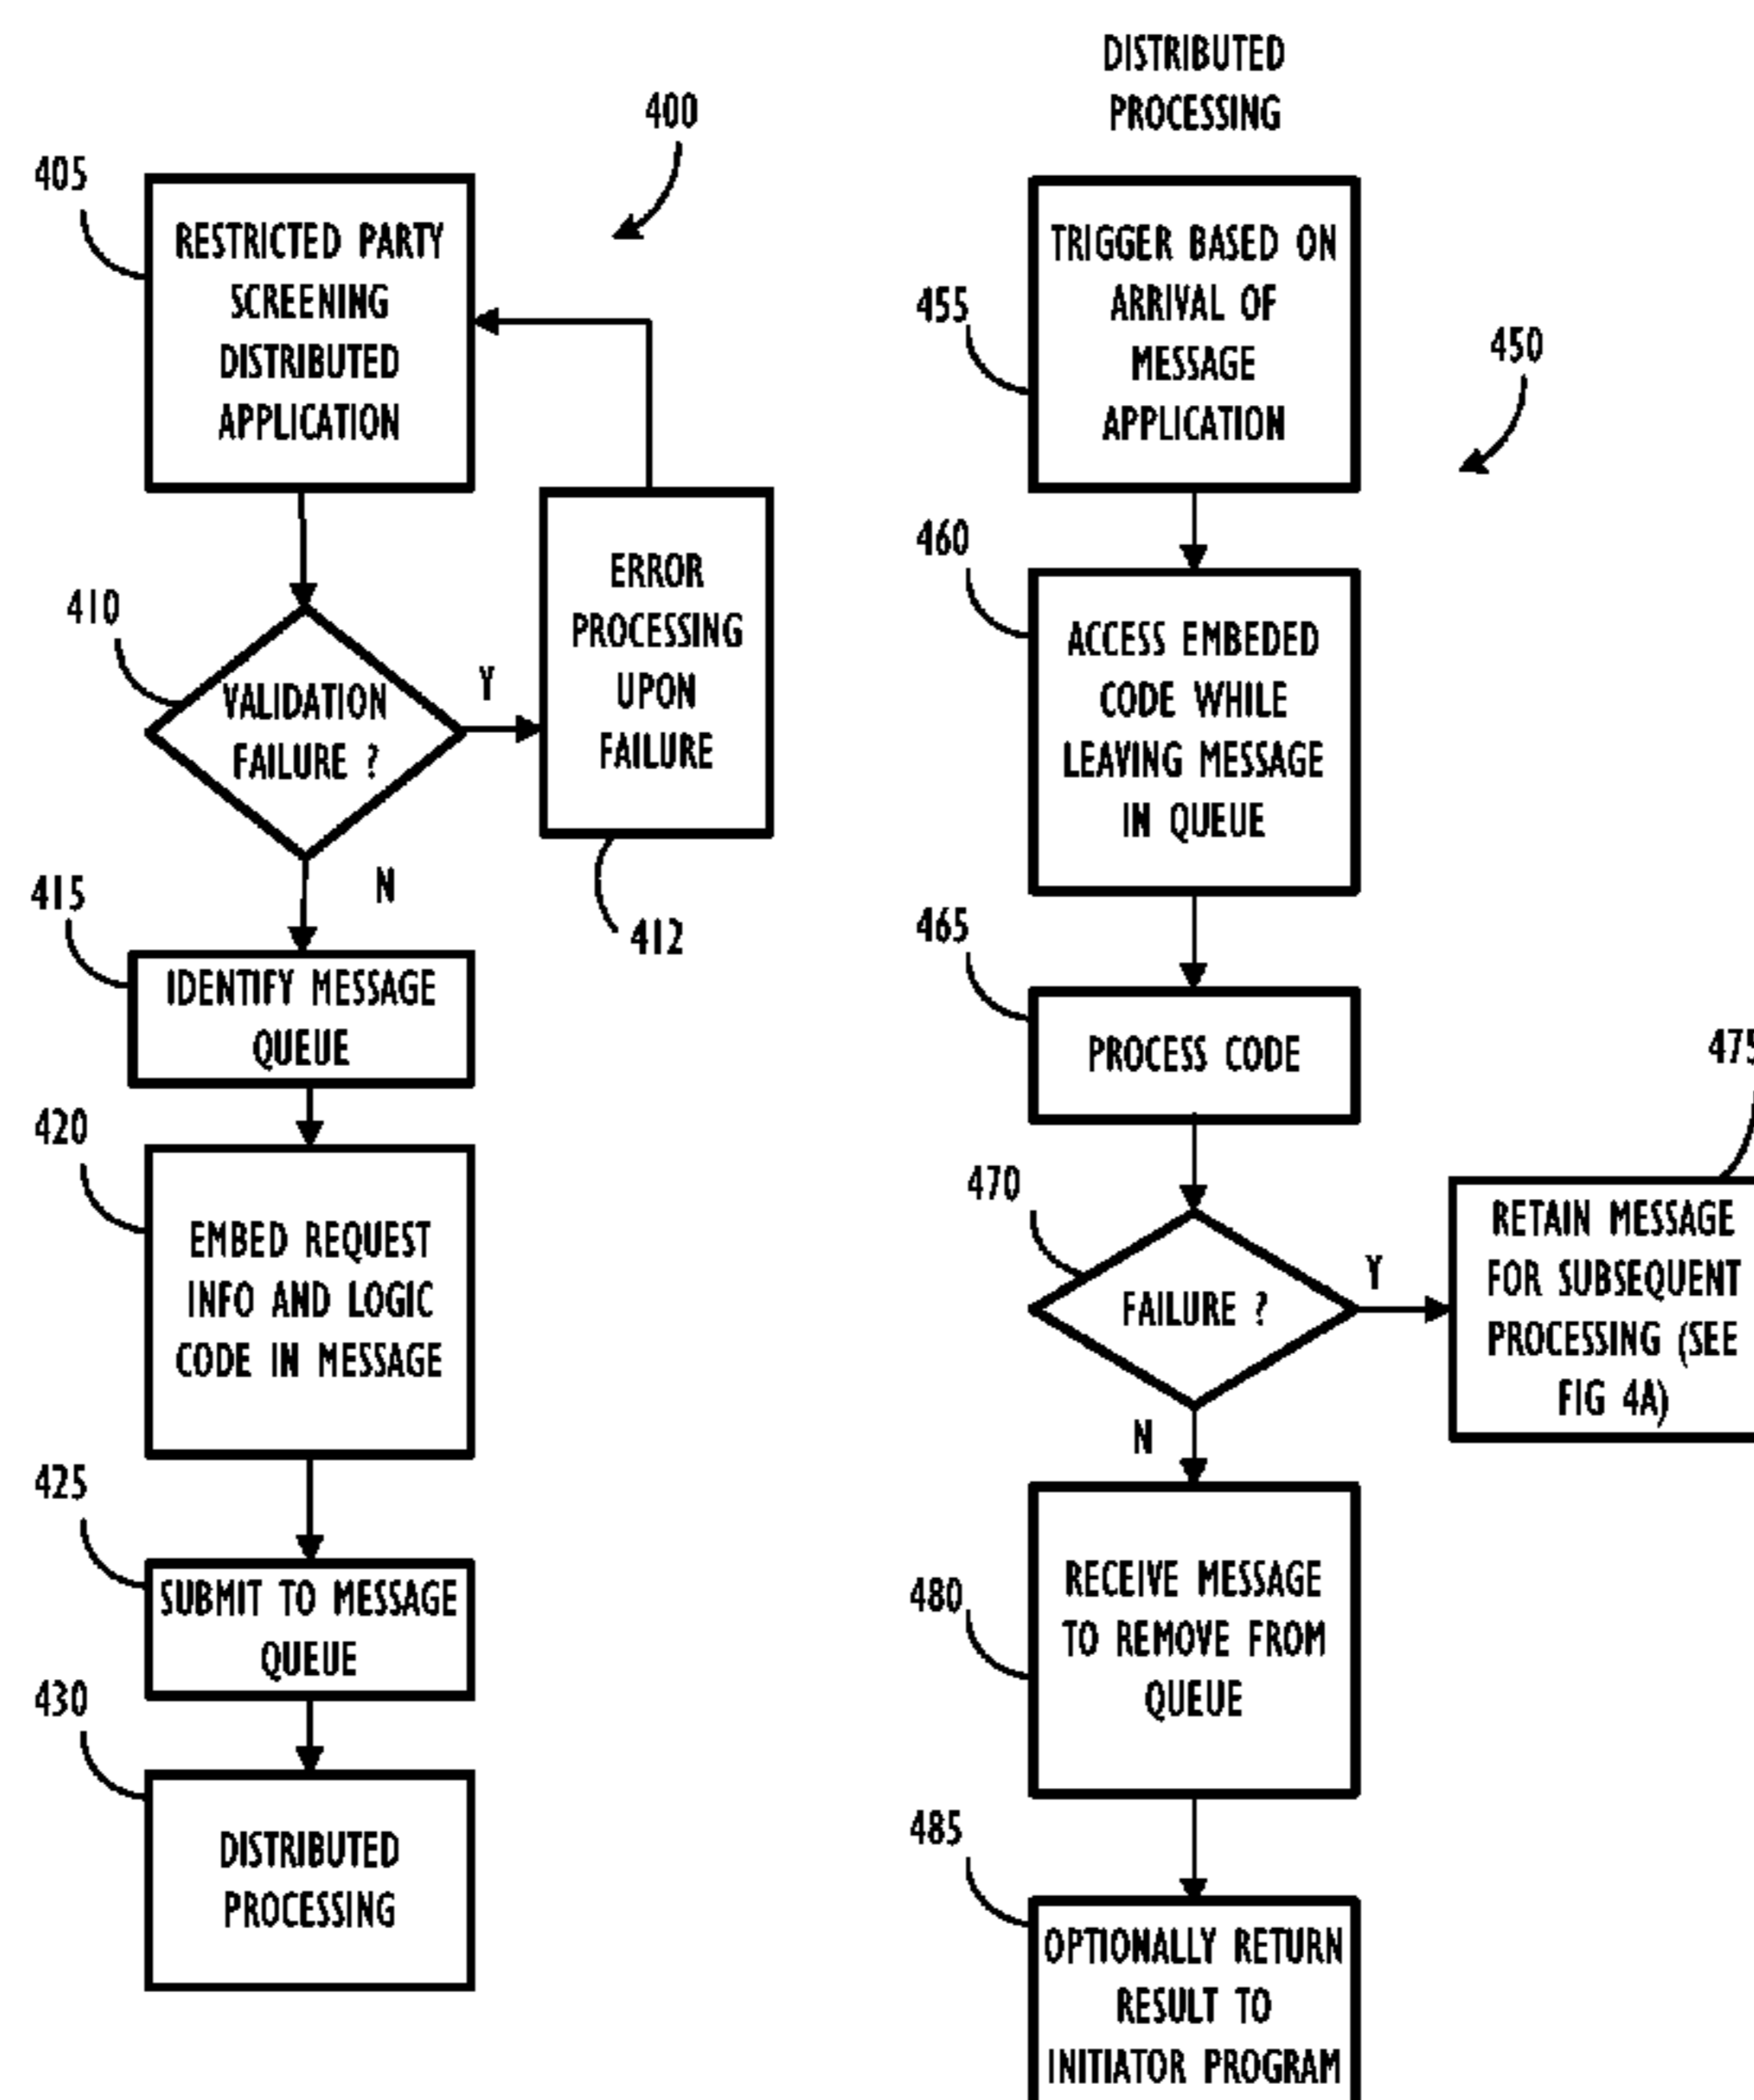 400
405
RESTRICTED PARTY
SCREENING
DISTRIBUTED
APPLICATION
410
VALIDATION
FAILURE ?
Y
ERROR
PROCESSING
UPON
FAILURE
412
N
415
IDENTIFY MESSAGE
QUEUE
420
EMBED REQUEST
INFO AND LOGIC
CODE IN MESSAGE
425
SUBMIT TO MESSAGE
QUEUE
430
DISTRIBUTED
PROCESSING
DISTRIBUTED
PROCESSING
450
455
TRIGGER BASED ON
ARRIVAL OF
MESSAGE
APPLICATION
460
ACCESS EMBEDED
CODE WHILE
LEAVING MESSAGE
IN QUEUE
465
PROCESS CODE
470
FAILURE ?
Y
475
RETAIN MESSAGE
FOR SUBSEQUENT
PROCESSING (SEE
FIG 4A)
N
480
RECEIVE MESSAGE
TO REMOVE FROM
QUEUE
485
OPTIONALLY RETURN
RESULT TO
INITIATOR PROGRAM